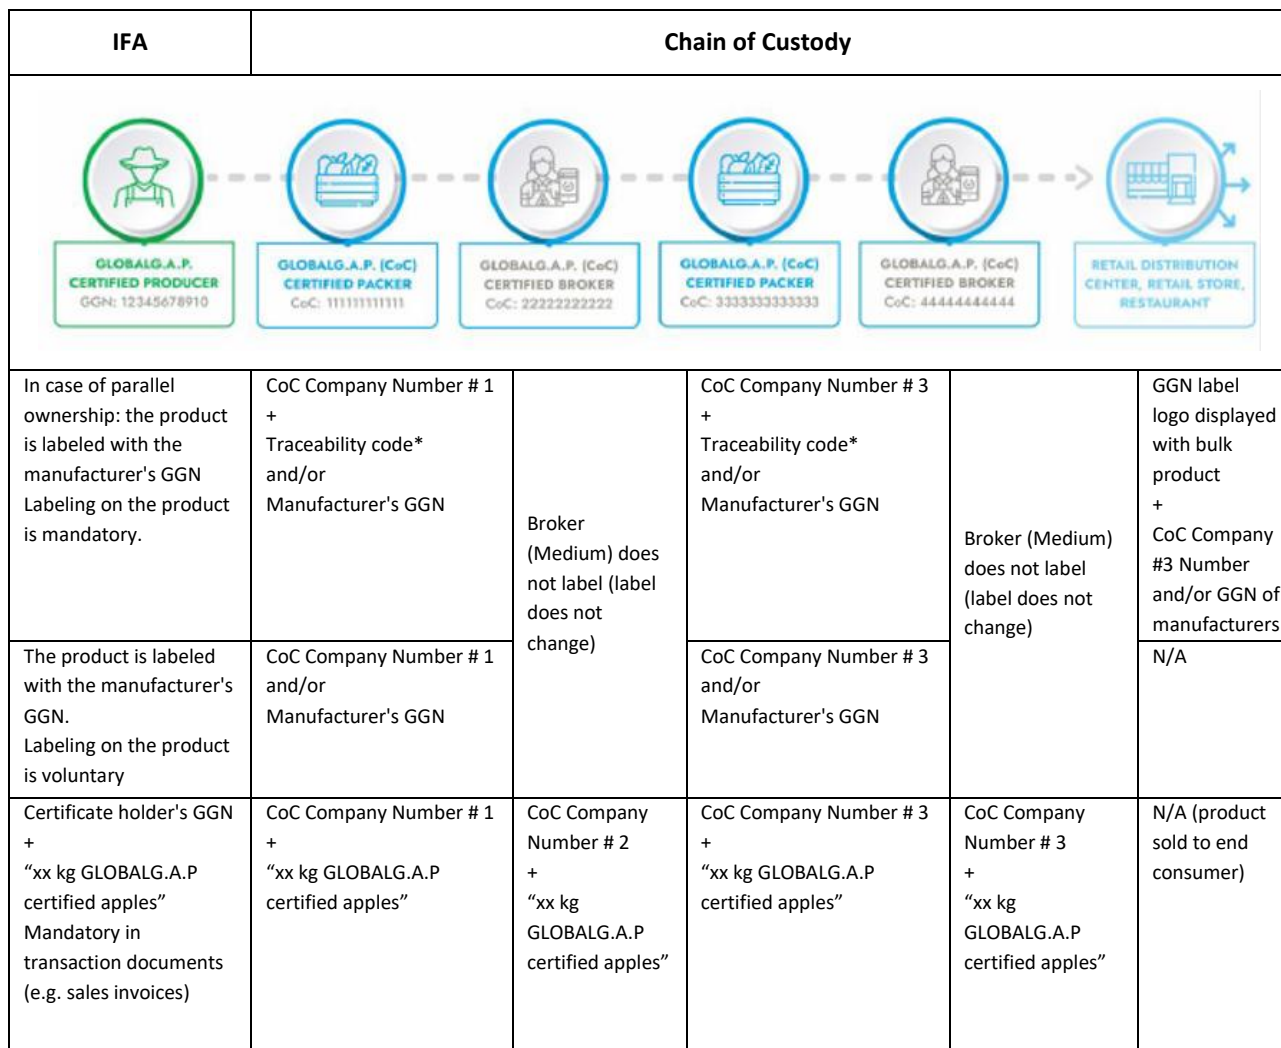 IFA
Chain of Custody
GLOBALG.A.P.
CERTIFIED PRODUCER
GGN: 12345678910
GLOBALG.A.P. (CoC)
CERTIFIED PACKER
CoC: 111111111111
GLOBALG.A.P. (CoC)
CERTIFIED BROKER
CoC: 22222222222
GLOBALG.A.P. (CoC)
CERTIFIED PACKER
CoC: 3333333333333
GLOBALG.A.P. (CoC)
CERTIFIED BROKER
CoC: 44444444444
RETAIL DISTRIBUTION
CENTER, RETAIL STORE,
RESTAURANT
In case of parallel
ownership: the product
is labeled with the
manufacturer's GGN
Labeling on the product
is mandatory.
CoC Company Number # 1
+
Traceability code*
and/or
Manufacturer's GGN
Broker
(Medium) does
not label (label
does not
change)
CoC Company Number # 3
+
Traceability code*
and/or
Manufacturer's GGN
Broker (Medium)
does not label
(label does not
change)
GGN label
logo displayed
with bulk
product
+
CoC Company
#3 Number
and/or GGN of
manufacturers
The product is labeled
with the manufacturer's
GGN.
Labeling on the product
is voluntary
CoC Company Number # 1
and/or
Manufacturer's GGN
CoC Company Number # 3
and/or
Manufacturer's GGN
N/A
Certificate holder's GGN
+
“xx kg GLOBALG.A.P
certified apples”
Mandatory in
transaction documents
(e.g. sales invoices)
CoC Company Number # 1
+
“xx kg GLOBALG.A.P
certified apples”
CoC Company
Number # 2
+
“xx kg
GLOBALG.A.P
certified apples”
CoC Company Number # 3
+
“xx kg GLOBALG.A.P
certified apples”
CoC Company
Number # 3
+
“xx kg
GLOBALG.A.P
certified apples”
N/A (product
sold to end
consumer)